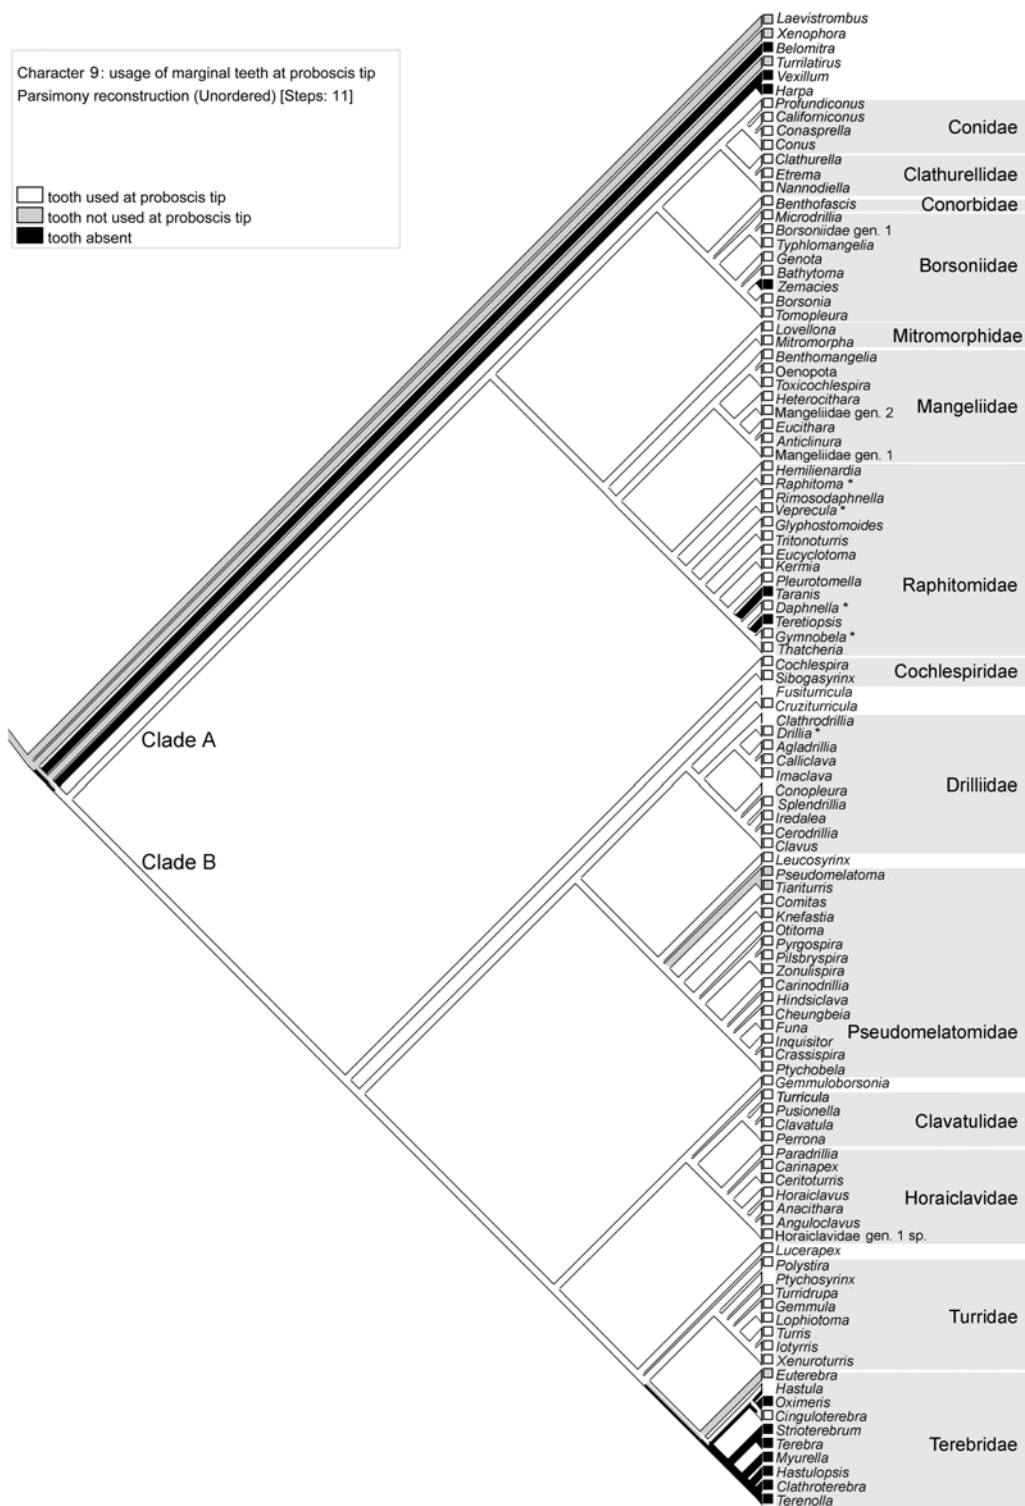 Character 9: usage of marginal teeth at proboscis tip
Parsimony reconstruction (Unordered) [Steps: 11]
tooth used at proboscis tip
tooth not used at proboscis tip
tooth absent
Clade A
Clade B
Laevistrombus
Xenophora
Belomitra
Turrilatirus
Vexillum
Harpa
Profundiconus
Californiconus
Conasprella
Conus
Conidae
Clathurella
Etrema
Nannodiella
Clathurellidae
Benthofascis
Conorbidae
Microdrillia
Borsoniidae gen. 1
Typhlomangelia
Genota
Bathytoma
Zemacies
Borsonia
Tomopleura
Borsoniidae
Lovellona
Mitromorpha
Mitromorphidae
Benthomangelia
Oenopota
Toxicochlespira
Heterocithara
Mangeliidae gen. 2
Eucithara
Anticlinura
Mangeliidae gen. 1
Mangeliidae
Hemilienardia
Raphitoma *
Rimosodaphnella
Veprecula *
Glyphostomoides
Tritonoturris
Eucyclotoma
Kermia
Pleurotomella
Taranis
Daphnella *
Teretiopsis
Gymnobela *
Thatcheria
Raphitomidae
Cochlespira
Sibogasyrinx
Cochlespiridae
Fusiturricula
Cruziturricula
Clathrodrillia
Drillia *
Agladrillia
Calliclava
Imaclava
Conopleura
Splendrillia
Iredalea
Cerodrillia
Clavus
Drilliidae
Leucosyrinx
Pseudomelatoma
Tiariturris
Comitas
Knefastia
Otitoma
Pyrgospira
Pilsbryspira
Zonulispira
Carinodrillia
Hindsiclava
Cheungbeia
Funa
Inquisitor
Crassispira
Ptychobela
Pseudomelatomidae
Gemmuloborsonia
Turricula
Pusionella
Clavatula
Perrona
Clavatulidae
Paradrillia
Carinapex
Ceritoturris
Horaiclavus
Anacithara
Anguloclavus
Horaiclavidae gen. 1 sp.
Horaiclavidae
Lucerapex
Polystira
Ptychosyrinx
Turridrupa
Gemmula
Lophiotoma
Turris
Iotyrris
Xenuroturris
Turridae
Euterebra
Hastula
Oximeris
Cinguloterebra
Strioterebrum
Terebra
Myurella
Hastulopsis
Clathroterebra
Terenolla
Terebridae